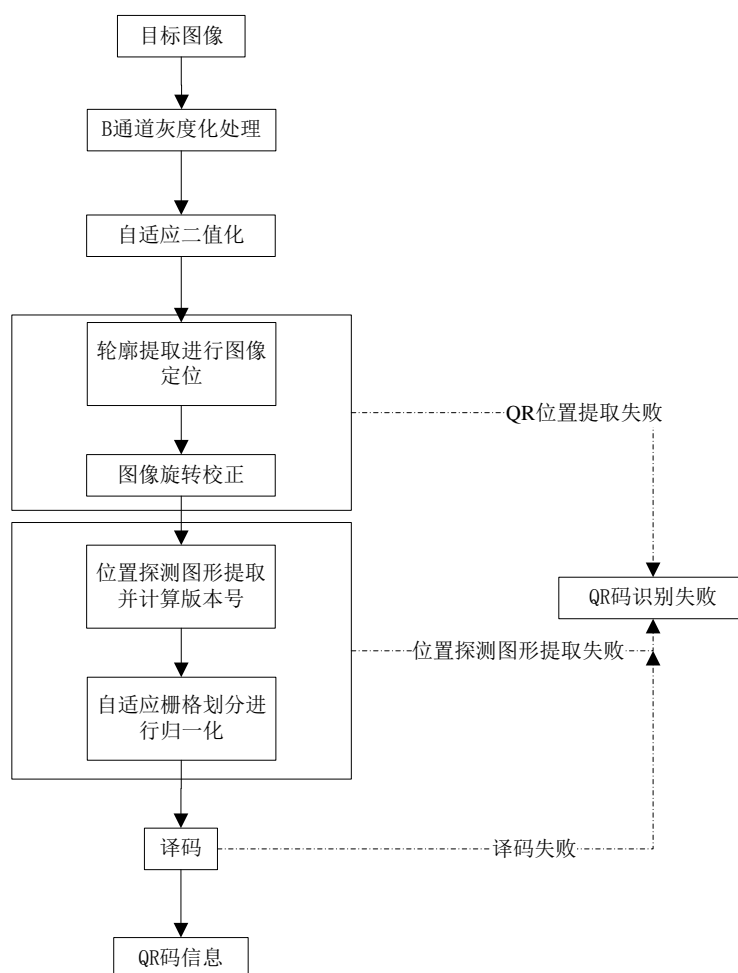 目标图像
B通道灰度化处理
自适应二值化
轮廓提取进行图像
定位
QR位置提取失败
图像旋转校正
位置探测图形提取
并计算版本号
QR码识别失败
位置探测图形提取失败
自适应栅格划分进
行归一化
译码
译码失败
QR码信息